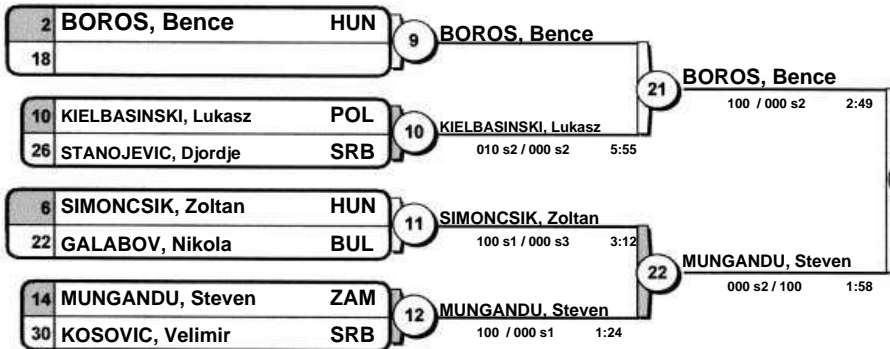 2 BOROS, Bence HUN
18
9
BOROS, Bence
10 KIELBASINSKI, Lukasz POL
26 STANOJEVIC, Djordje SRB
10
KIELBASINSKI, Lukasz
010 s2 / 000 s2 5:55
21
BOROS, Bence
100 / 000 s2 2:49
6 SIMONCSIK, Zoltan HUN
22 GALABOV, Nikola BUL
11
SIMONCSIK, Zoltan
100 s1 / 000 s3 3:12
14 MUNGANDU, Steven ZAM
30 KOSOVIC, Velimir SRB
12
MUNGANDU, Steven
100 / 000 s1 1:24
22
MUNGANDU, Steven
000 s2 / 100 1:58